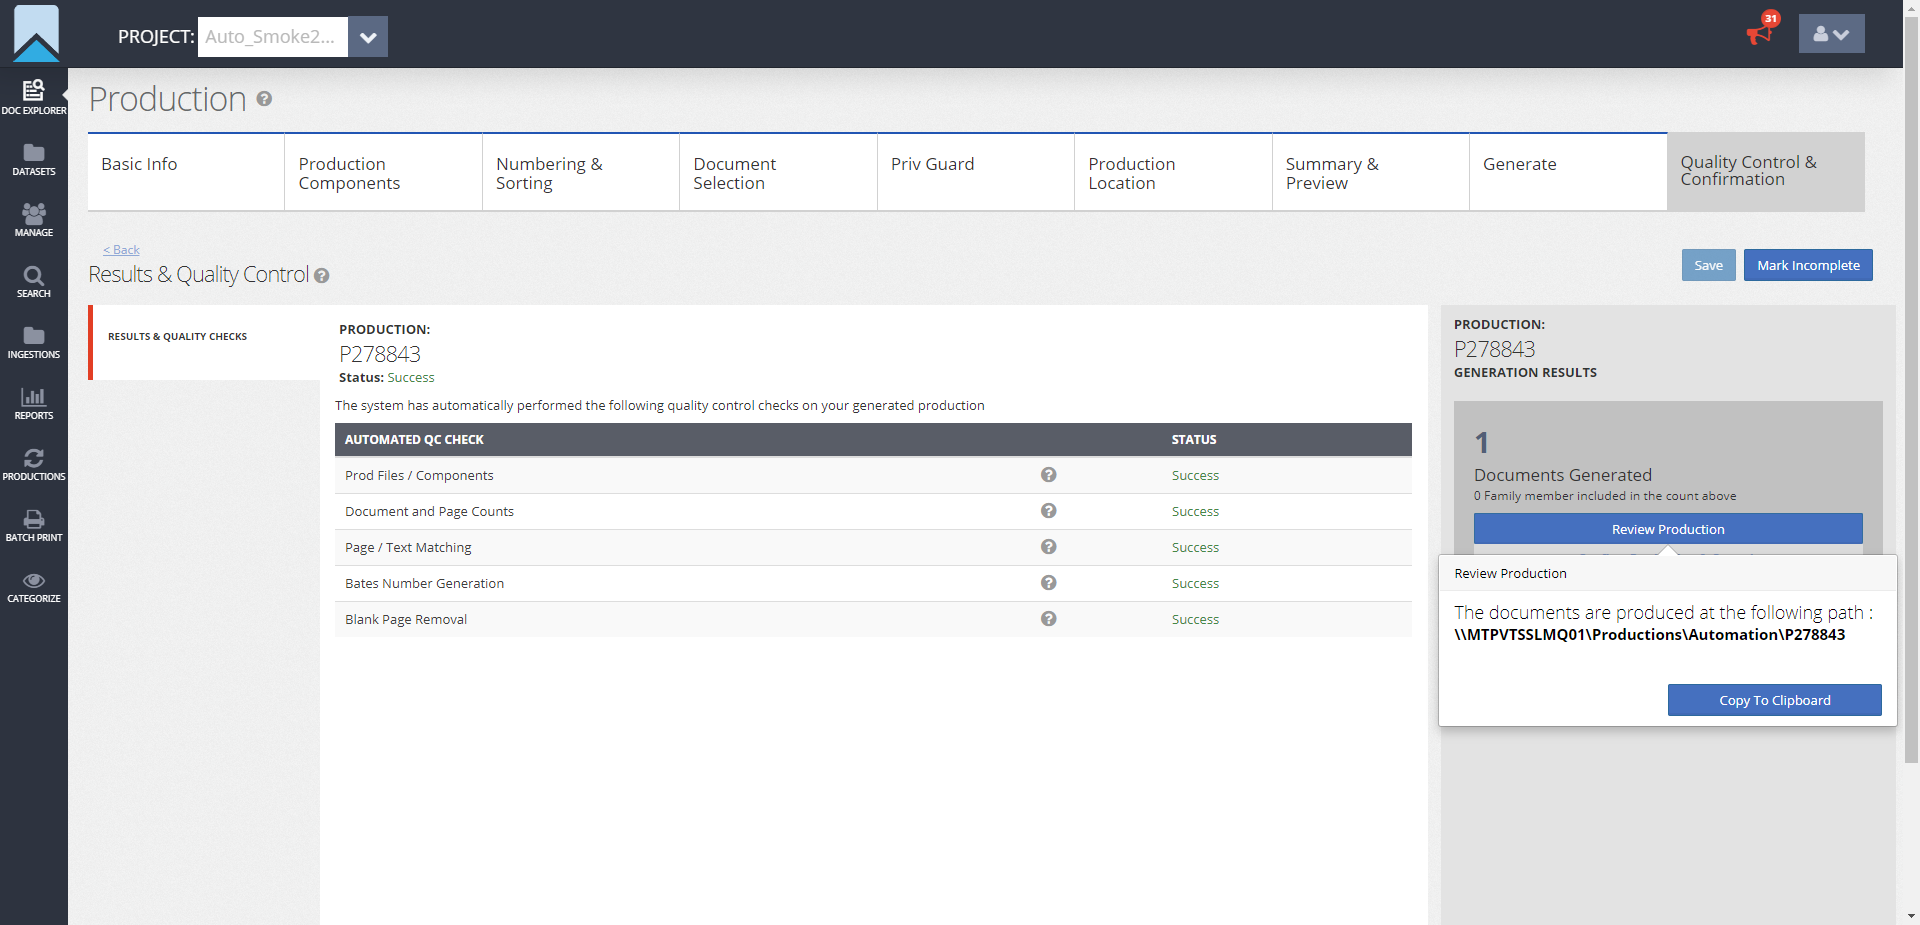 PROJECT: Auto_Smoke2...
31
DOC EXPLORER
DATASETS
MANAGE
SEARCH
INGESTIONS
REPORTS
PRODUCTIONS
BATCH PRINT
CATEGORIZE
Production
Basic Info
Production
Components
Numbering &
Sorting
Document
Selection
Priv Guard
Production
Location
Summary &
Preview
Generate
Quality Control &
Confirmation
< Back
Results & Quality Control
Save
Mark Incomplete
RESULTS & QUALITY CHECKS
PRODUCTION:
P278843
Status: Success
The system has automatically performed the following quality control checks on your generated production
AUTOMATED QC CHECK STATUS
Prod Files / Components Success
Document and Page Counts Success
Page / Text Matching Success
Bates Number Generation Success
Blank Page Removal Success
PRODUCTION:
P278843
GENERATION RESULTS
1
Documents Generated
0 Family member included in the count above
Review Production
Review Production
The documents are produced at the following path :
\\MTPVTSSLMQ01\Productions\Automation\P278843
Copy To Clipboard